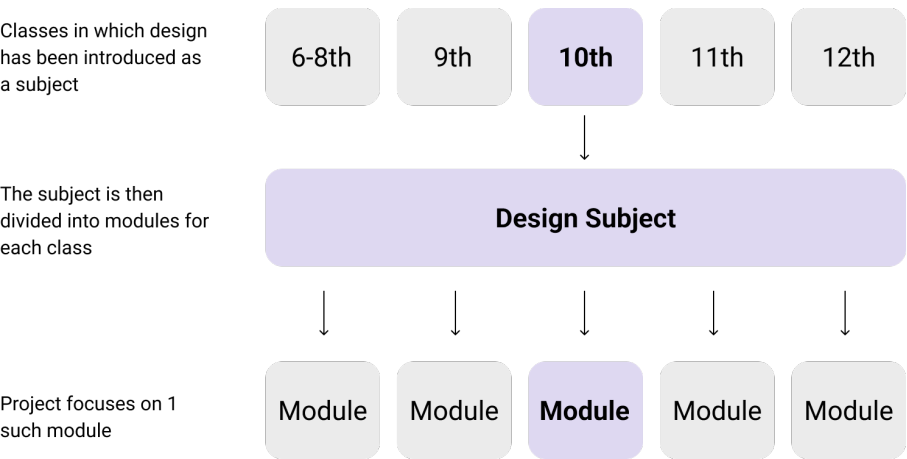 Classes in which design
has been introduced as
a subject
6-8th
9th
10th
11th
12th
The subject is then
divided into modules for
each class
Design Subject
Project focuses on 1
such module
Module
Module
Module
Module
Module